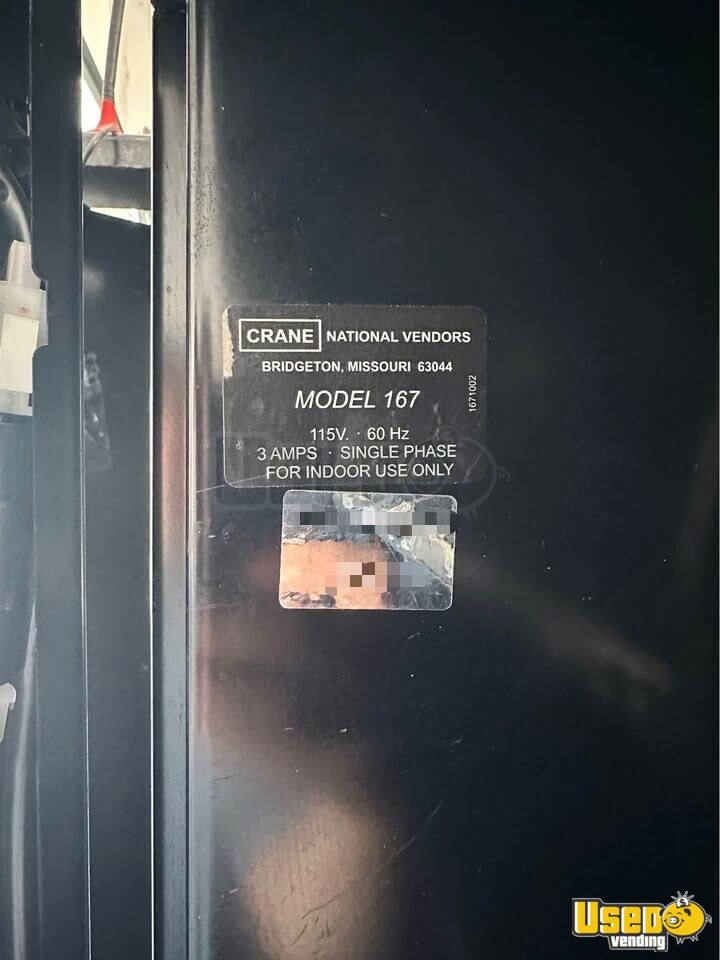 CRANE NATIONAL VENDORS
BRIDGETON, MISSOURI 63044
MODEL 167
1671002
115V. · 60 Hz
3 AMPS · SINGLE PHASE
FOR INDOOR USE ONLY
USED
vending